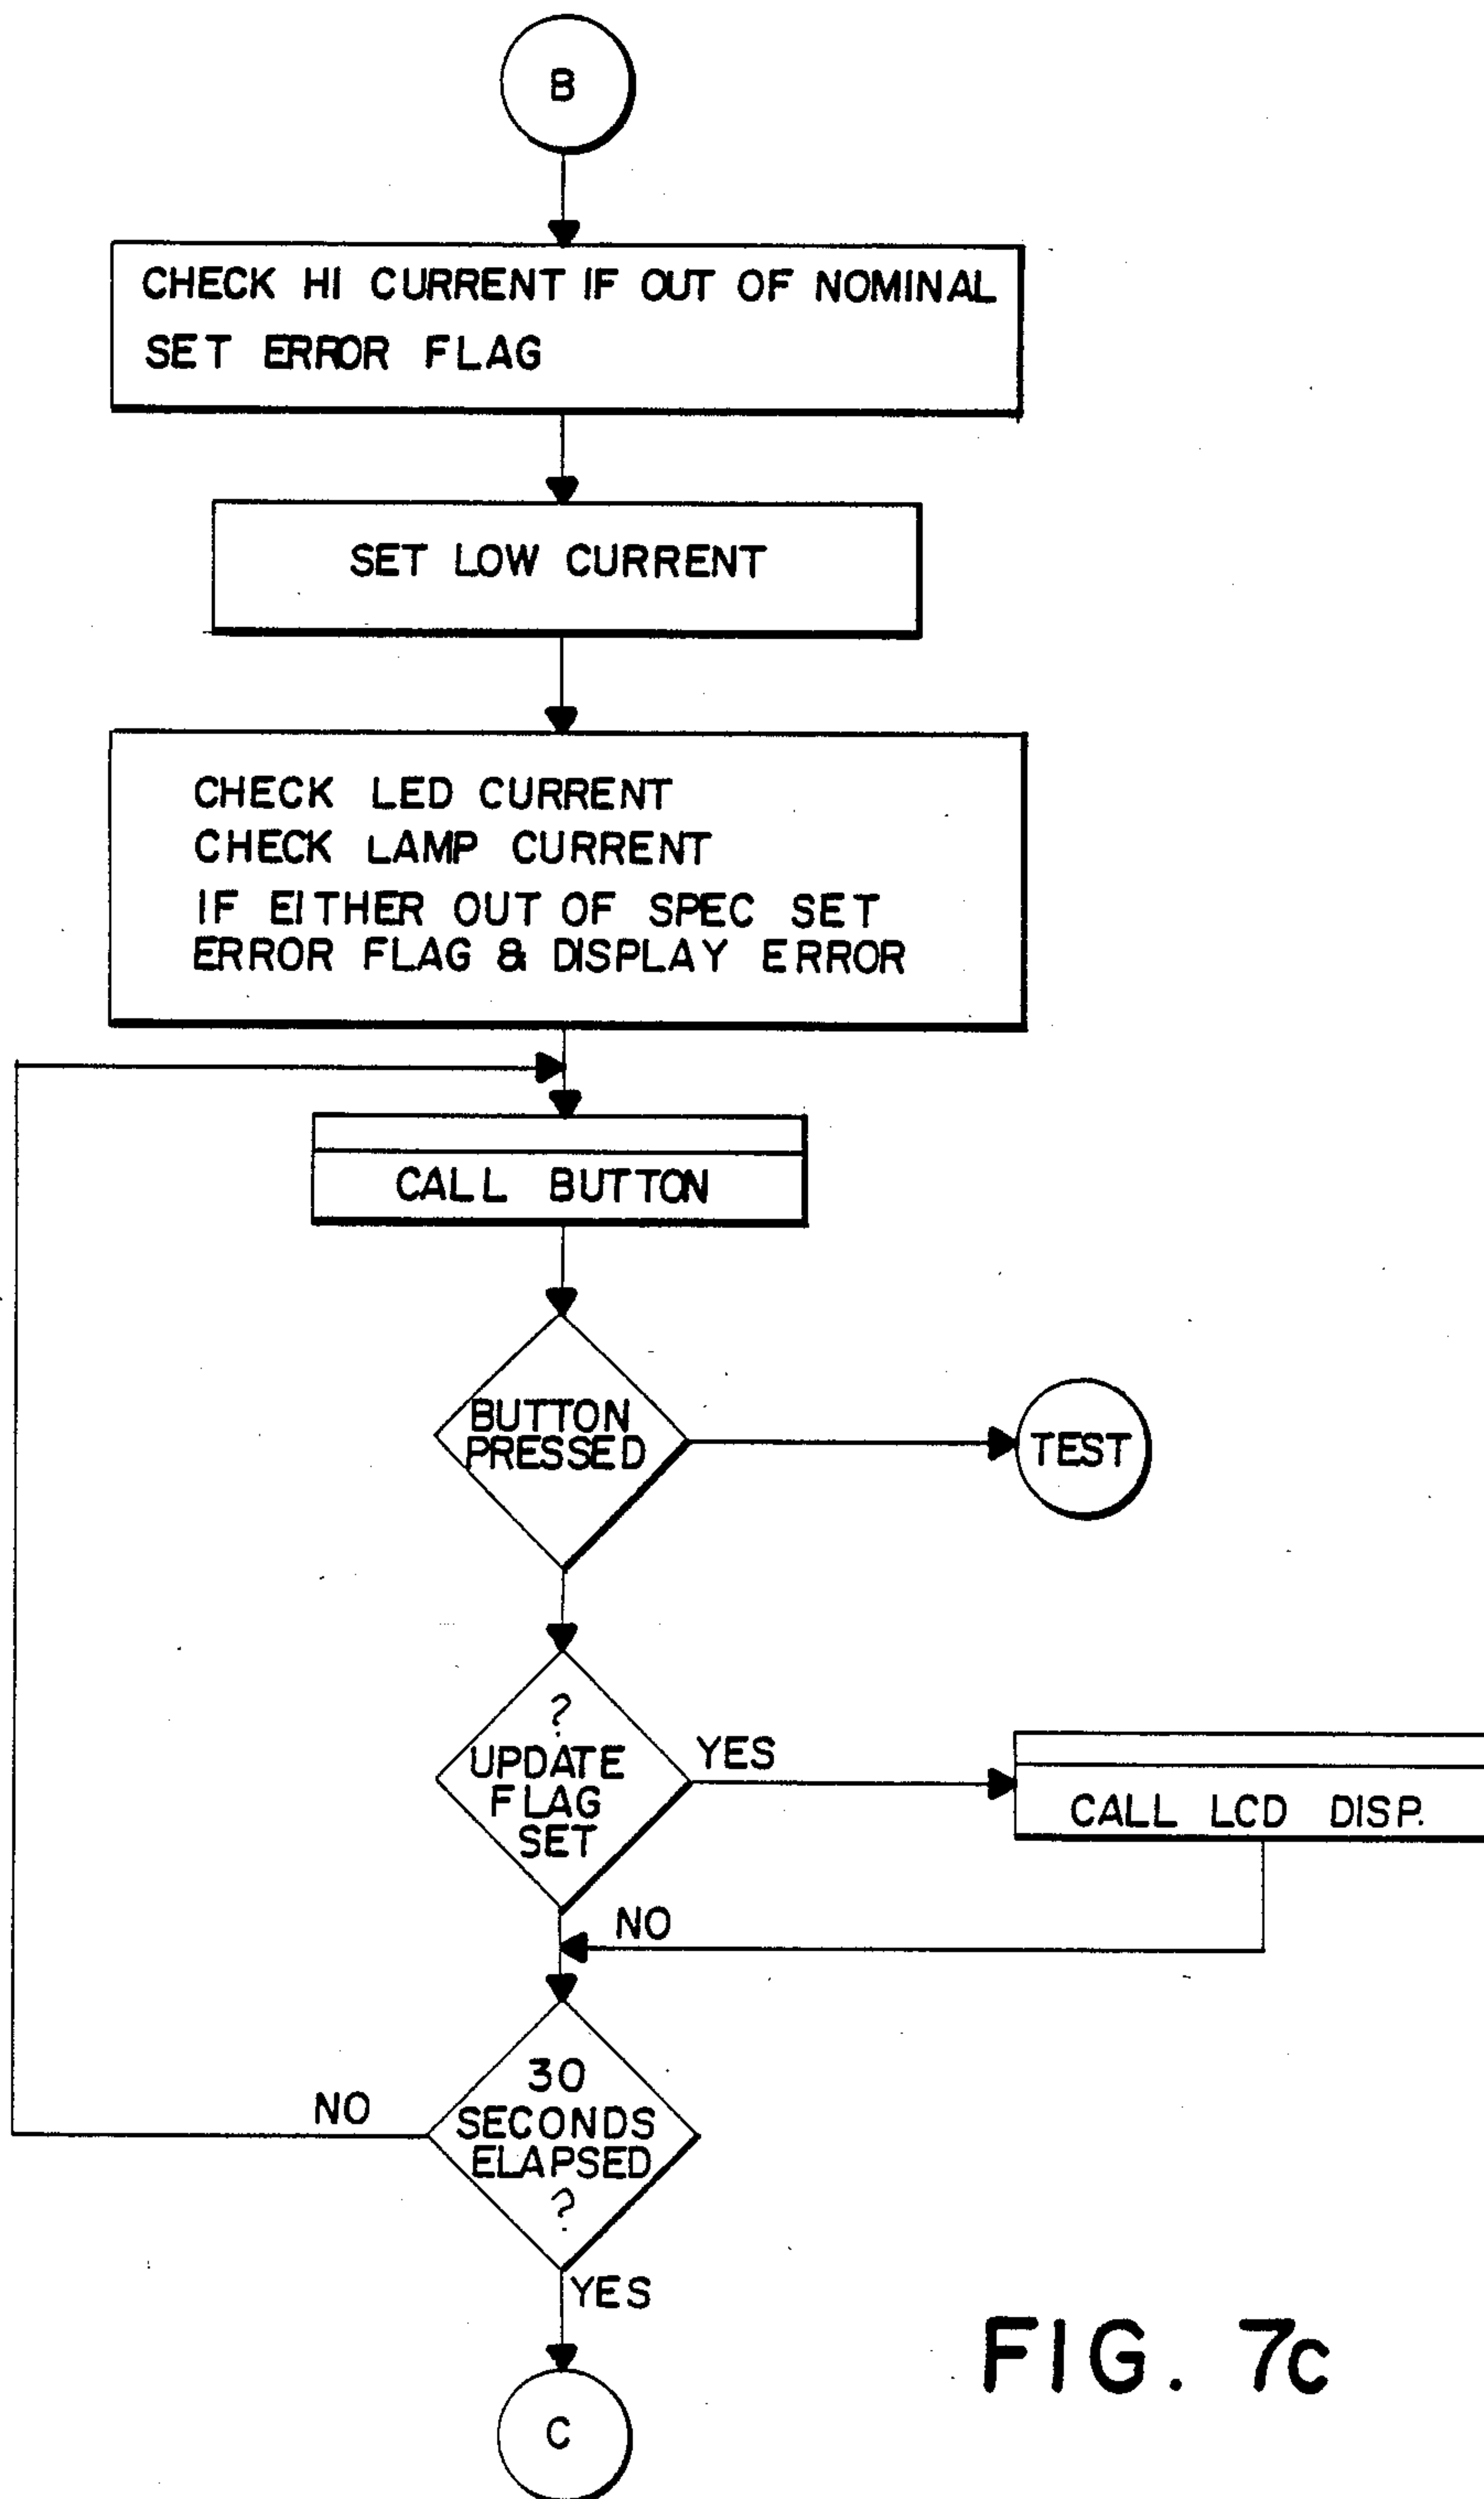 B
CHECK HI CURRENT IF OUT OF NOMINAL
SET ERROR FLAG
SET LOW CURRENT
CHECK LED CURRENT
CHECK LAMP CURRENT
IF EITHER OUT OF SPEC SET
ERROR FLAG & DISPLAY ERROR
CALL BUTTON
BUTTON
PRESSED
TEST
?
UPDATE
FLAG
SET
YES
CALL LCD DISP.
NO
30
SECONDS
ELAPSED
?
NO
YES
C
FIG. 7c